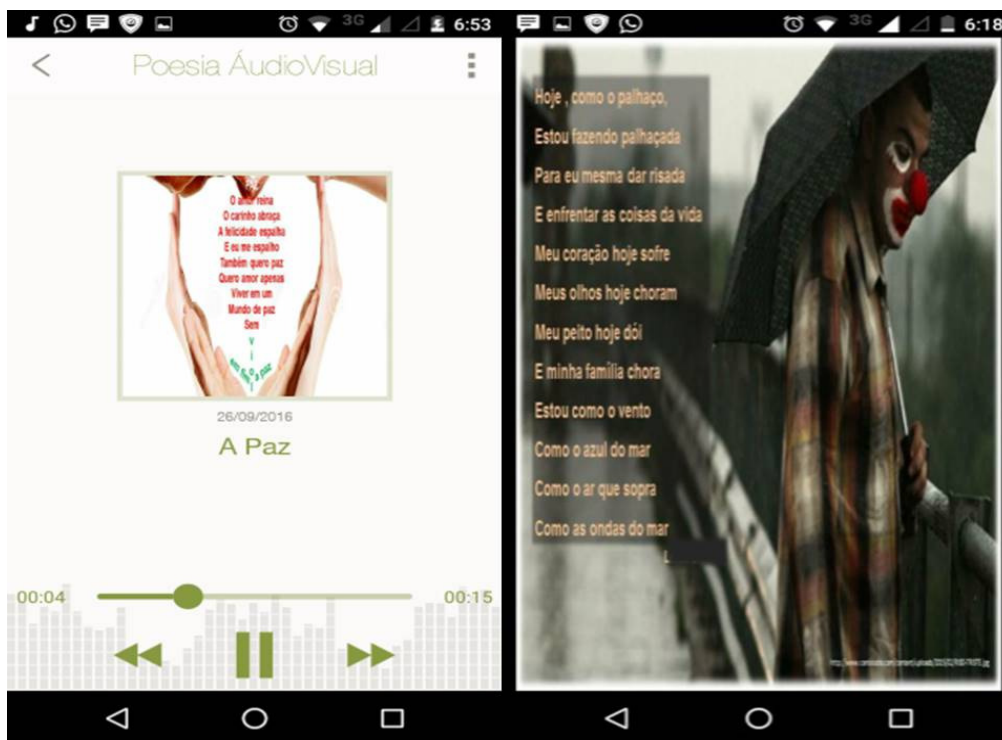 3G 6:53
Poesia ÁudioVisual
PAZ
O amor reina
O carinho abraça
A felicidade espalha
E eu me espalho
Também quero paz
Quero amor apenas
Viver em um
Mundo de paz
Sem
26/09/2016
A Paz
00:04
00:15
3G 6:18
Hoje , como o palhaço,
Estou fazendo palhaçada
Para eu mesma dar risada
E enfrentar as coisas da vida
Meu coração hoje sofre
Meus olhos hoje choram
Meu peito hoje dói
E minha família chora
Estou como o vento
Como o azul do mar
Como o ar que sopra
Como as ondas do mar
L